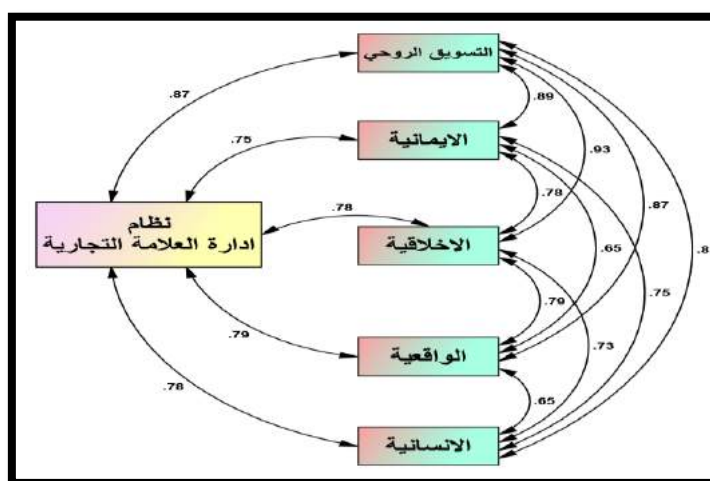 التسويق الروحي
.87
.89
.75
الايمانية
.93
.78
.78
.87
نظام
ادارة العلامة التجارية
الاخلاقية
.65
.8
.75
.79
.73
.79
الواقعية
.78
.65
الانسانية